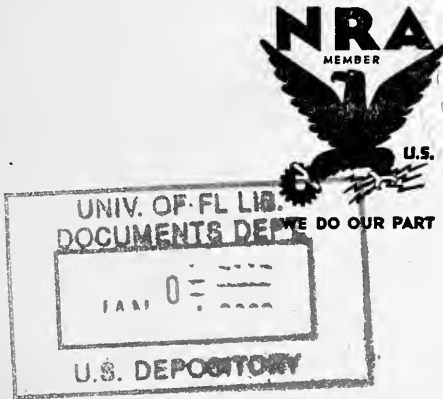 NRA
MEMBER
U.S.
WE DO OUR PART
UNIV. OF FL LIB.
DOCUMENTS DEPT.
U.S. DEPOSITORY